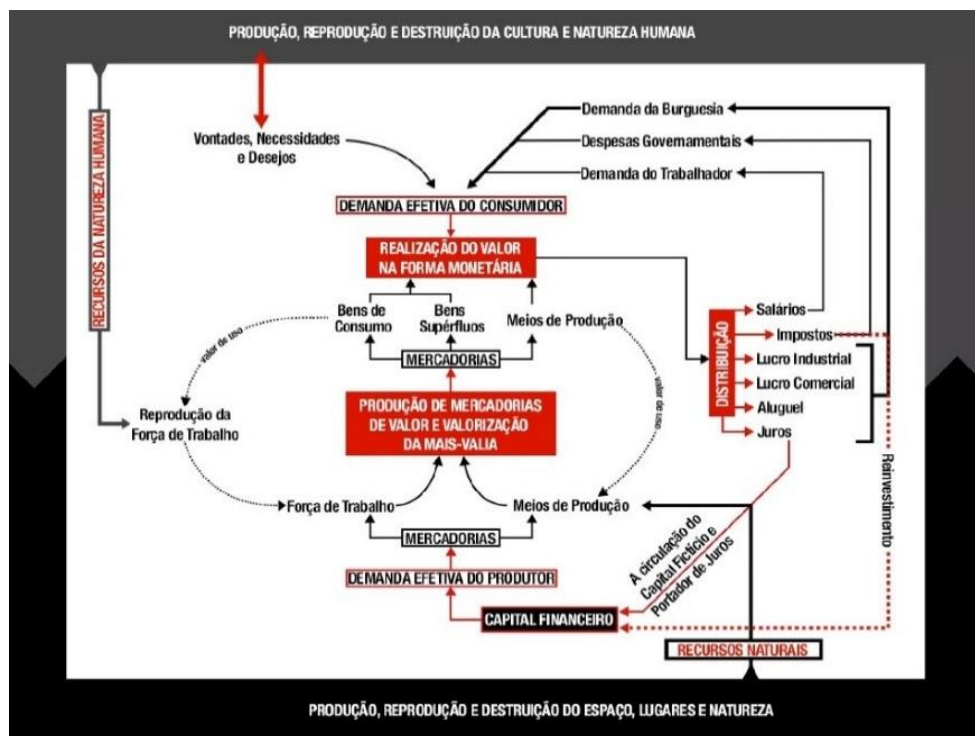 PRODUÇÃO, REPRODUÇÃO E DESTRUIÇÃO DA CULTURA E NATUREZA HUMANA
RECURSOS DA NATUREZA HUMANA
Vontades, Necessidades
e Desejos
Demanda da Burguesia
Despesas Governamentais
Demanda do Trabalhador
DEMANDA EFETIVA DO CONSUMIDOR
REALIZAÇÃO DO VALOR
NA FORMA MONETÁRIA
Bens de
Consumo
Bens
Supérfluos
Meios de Produção
MERCADORIAS
valor de uso
valor de uso
DISTRIBUIÇÃO
Salários
Impostos
Lucro Industrial
Lucro Comercial
Aluguel
Juros
PRODUÇÃO DE MERCADORIAS
DE VALOR E VALORIZAÇÃO
DA MAIS-VALIA
Reprodução da
Força de Trabalho
Força de Trabalho
Meios de Produção
MERCADORIAS
DEMANDA EFETIVA DO PRODUTOR
CAPITAL FINANCEIRO
A circulação do
Capital Fictício e
Portador de Juros
Reinvestimento
RECURSOS NATURAIS
PRODUÇÃO, REPRODUÇÃO E DESTRUIÇÃO DO ESPAÇO, LUGARES E NATUREZA